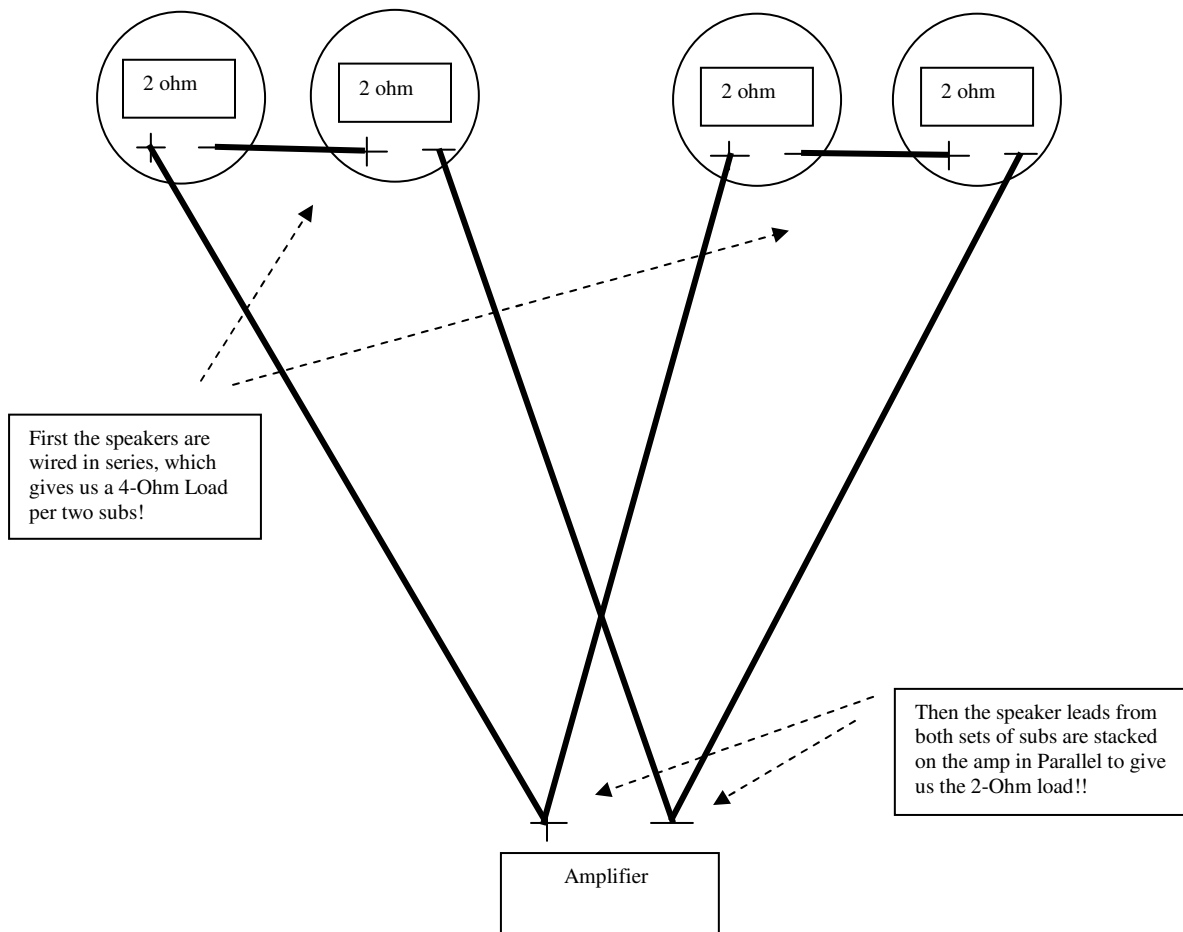 2 ohm
2 ohm
2 ohm
2 ohm
First the speakers are
wired in series, which
gives us a 4-Ohm Load
per two subs!
Then the speaker leads from
both sets of subs are stacked
on the amp in Parallel to give
us the 2-Ohm load!!
Amplifier